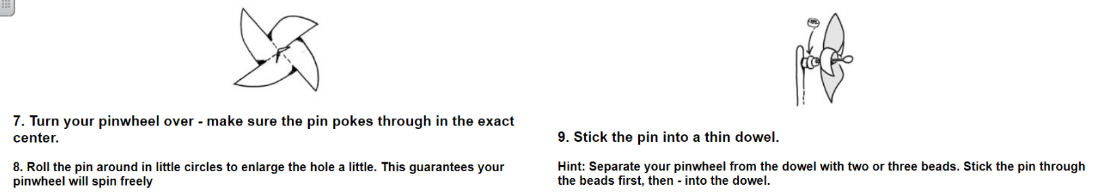 7. Turn your pinwheel over - make sure the pin pokes through in the exact
center.
8. Roll the pin around in little circles to enlarge the hole a little. This guarantees your
pinwheel will spin freely
9. Stick the pin into a thin dowel.
Hint: Separate your pinwheel from the dowel with two or three beads. Stick the pin through
the beads first, then - into the dowel.